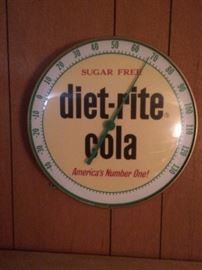 SUGAR FREE
diet-rite
cola
America's Number One!